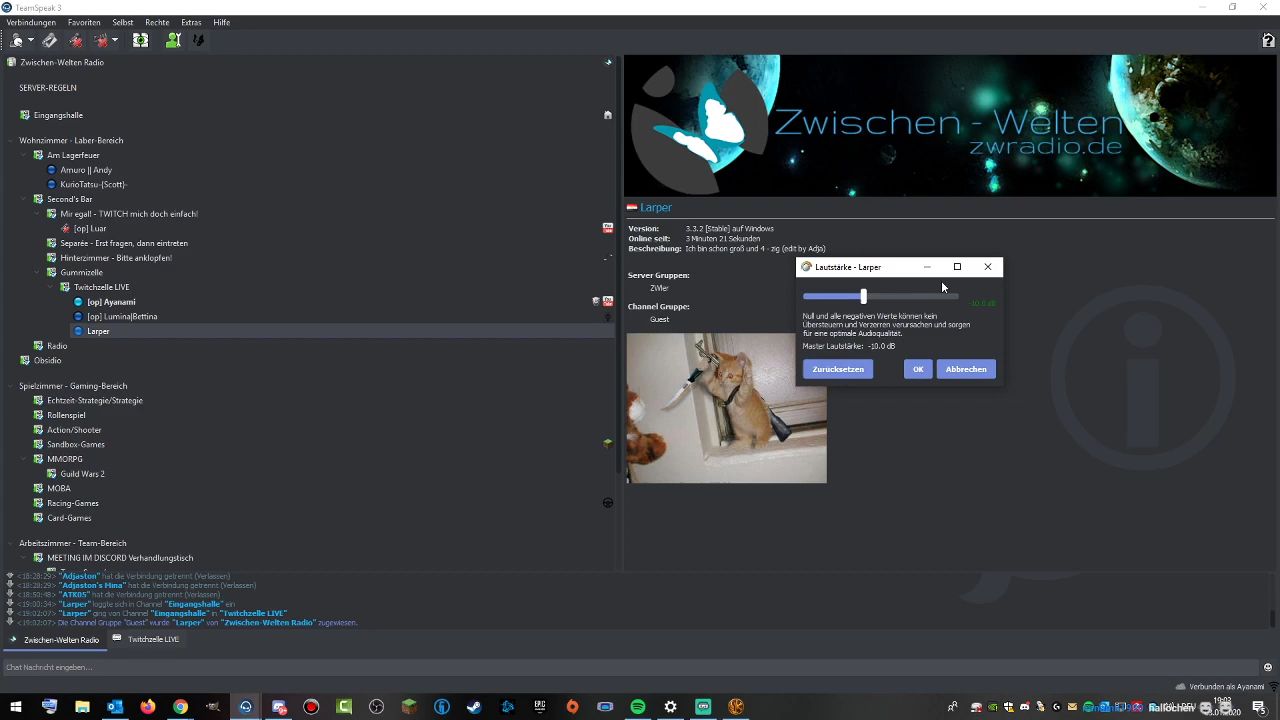 TeamSpeak 3
Verbindungen Favoriten Selbst Rechte Extras Hilfe
Zwischen-Welten Radio
SERVER-REGELN
Eingangshalle
Wohnzimmer - Laber-Bereich
Am Lagerfeuer
Amuro || Andy
KurioTatsu-{Scott}-
Second's Bar
Mir egall - TWITCH mich doch einfach!
[op] Luar
Separée - Erst fragen, dann eintreten
Hinterzimmer - Bitte anklopfen!
Gummizelle
Twitchzelle LIVE
[op] Ayanami
[op] Lumina|Bettina
Larper
Radio
Obsidio
Spielzimmer - Gaming-Bereich
Echtzeit-Strategie/Strategie
Rollenspiel
Action/Shooter
Sandbox-Games
MMORPG
Guild Wars 2
MOBA
Racing-Games
Card-Games
Arbeitszimmer - Team-Bereich
MEETING IM DISCORD Verhandlungstisch
Zwischen - Welten
zwradio.de
Larper
Version: 3.3.2 [Stable] auf Windows
Online seit: 3 Minuten 21 Sekunden
Beschreibung: Ich bin schon groß und 4 - zig (edit by Adja)
Server Gruppen:
ZWler
Channel Gruppe:
Guest
Lautstärke - Larper
-10.0 dB
Null und alle negativen Werte können kein
Übersteuern und Verzerren verursachen und sorgen
für eine optimale Audioqualität.
Master Lautstärke: -10.0 dB
Zurücksetzen OK Abbrechen
<18:28:29> "Adjaston" hat die Verbindung getrennt (Verlassen)
<18:28:29> "Adjaston's Mina" hat die Verbindung getrennt (Verlassen)
<18:50:48> "ATK05" hat die Verbindung getrennt (Verlassen)
<19:00:34> "Larper" loggte sich in Channel "Eingangshalle" ein
<19:02:07> "Larper" ging von Channel "Eingangshalle" in "Twitchzelle LIVE"
<19:02:07> Die Channel Gruppe "Guest" wurde "Larper" von "Zwischen-Welten Radio" zugewiesen.
Zwischen-Welten Radio Twitchzelle LIVE
Chat Nachricht eingeben...
Verbunden als Ayanami
EPIC
DEU
19:02